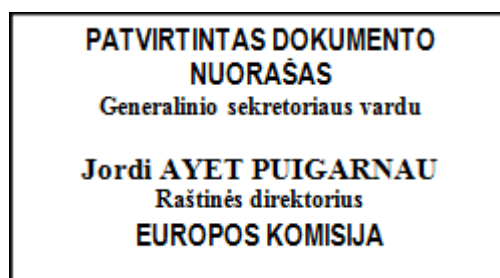 PATVIRTINTAS DOKUMENTO
NUORAŠAS
Generalinio sekretoriaus vardu
Jordi AYET PUIGARNAU
Raštinės direktorius
EUROPOS KOMISIJA